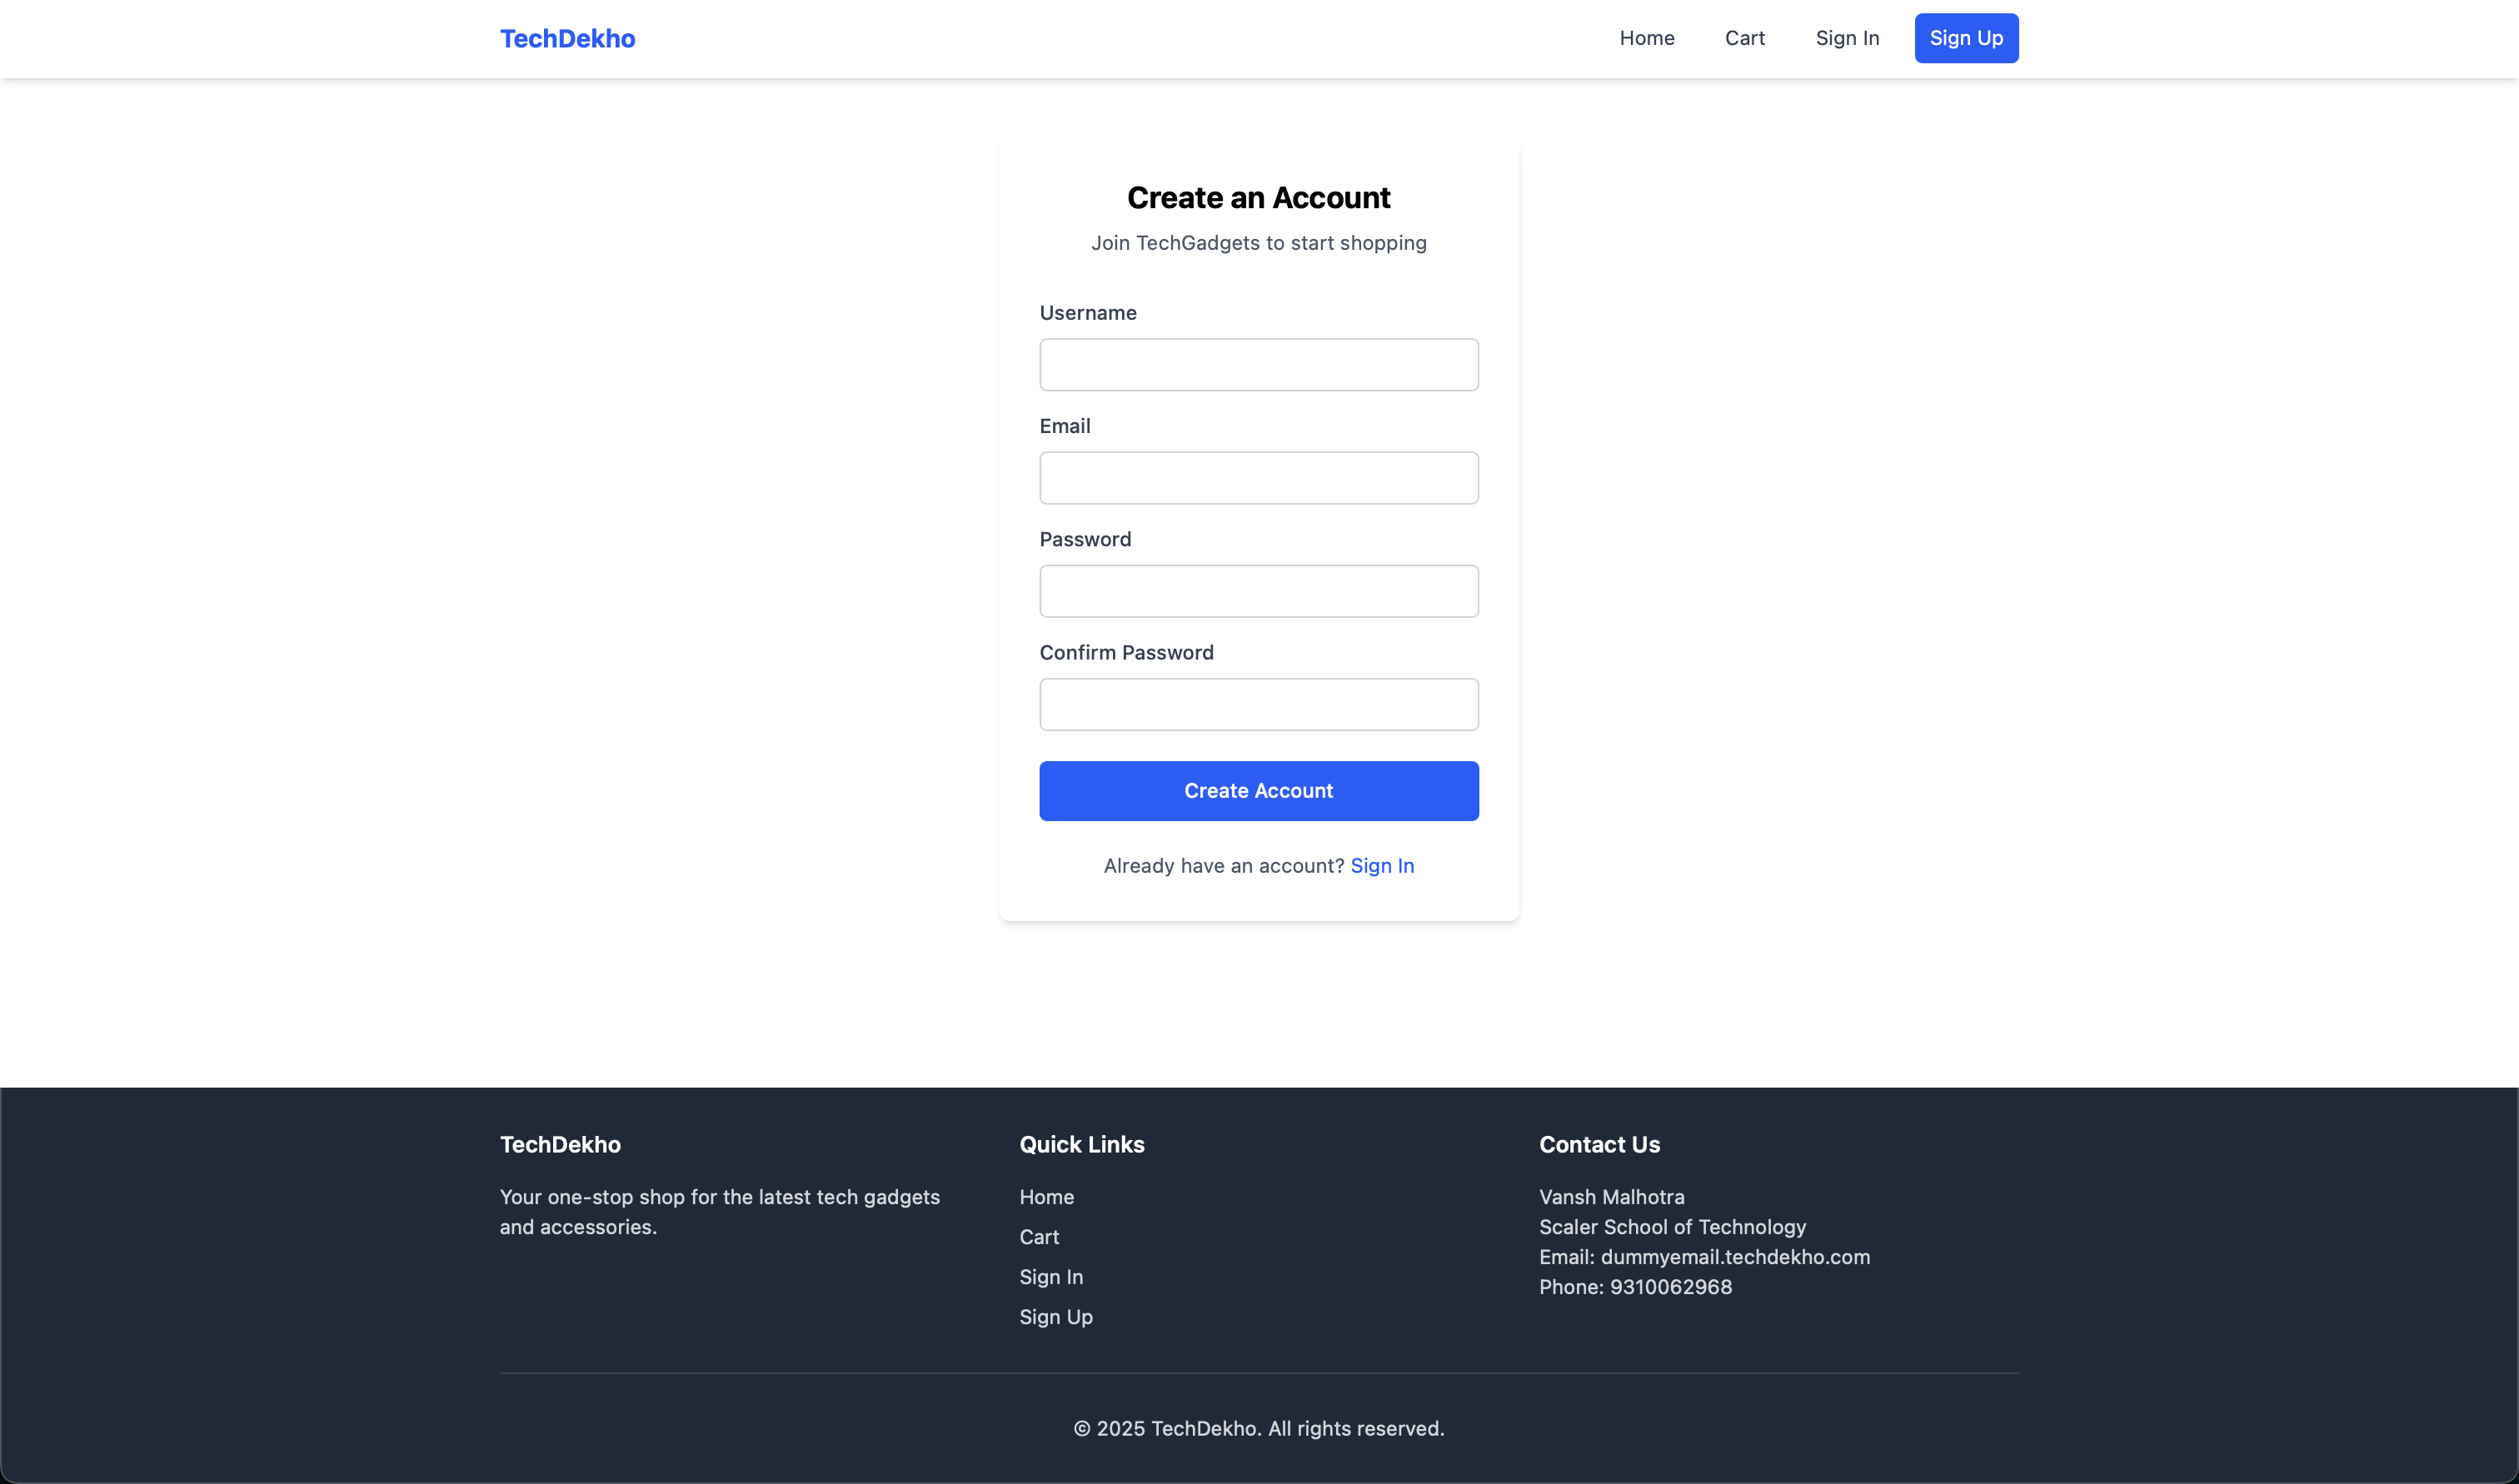 TechDekho
Home
Cart
Sign In
Sign Up
Create an Account
Join TechGadgets to start shopping
Username
Email
Password
Confirm Password
Create Account
Already have an account? Sign In
TechDekho
Your one-stop shop for the latest tech gadgets
and accessories.
Quick Links
Home
Cart
Sign In
Sign Up
Contact Us
Vansh Malhotra
Scaler School of Technology
Email: dummyemail.techdekho.com
Phone: 9310062968
© 2025 TechDekho. All rights reserved.